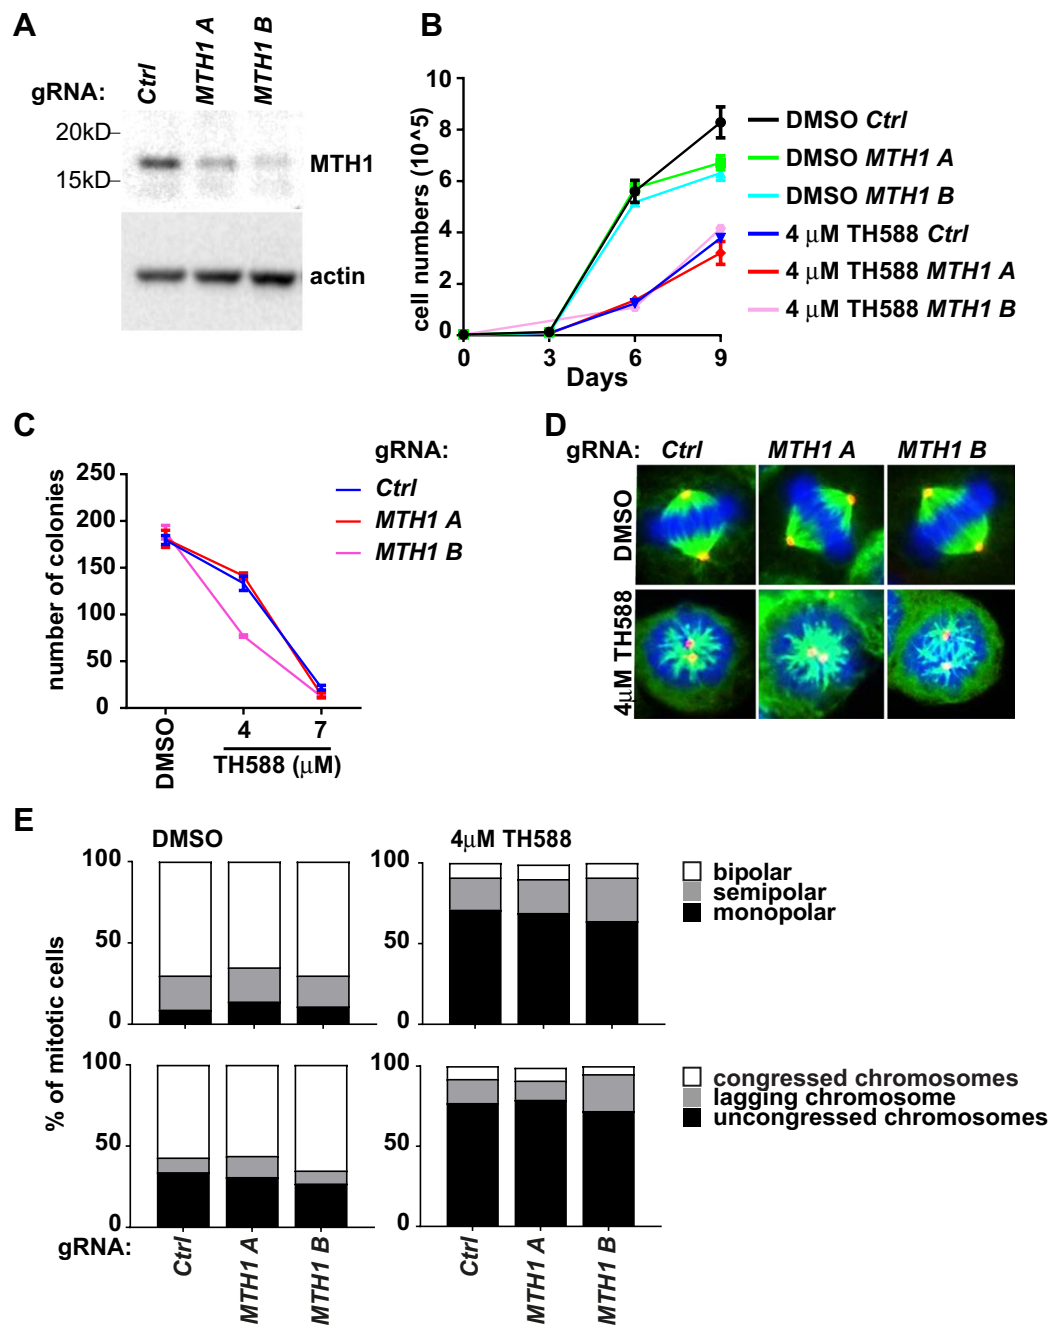 A
gRNA:
Ctrl
MTH1 A
MTH1 B
20kD
15kD
MTH1
actin
B
cell numbers (10^5)
10
8
6
4
2
0
0 3 6 9
Days
DMSO Ctrl
DMSO MTH1 A
DMSO MTH1 B
4 μM TH588 Ctrl
4 μM TH588 MTH1 A
4 μM TH588 MTH1 B
C
number of colonies
250
200
150
100
50
0
DMSO
4 7
TH588 (μM)
gRNA:
Ctrl
MTH1 A
MTH1 B
D
gRNA: Ctrl MTH1 A MTH1 B
DMSO
4μM TH588
E
% of mitotic cells
DMSO
100
50
0
4μM TH588
100
50
0
bipolar
semipolar
monopolar
100
50
0
100
50
0
congressed chromosomes
lagging chromosome
uncongressed chromosomes
gRNA:
Ctrl
MTH1 A
MTH1 B
Ctrl
MTH1 A
MTH1 B